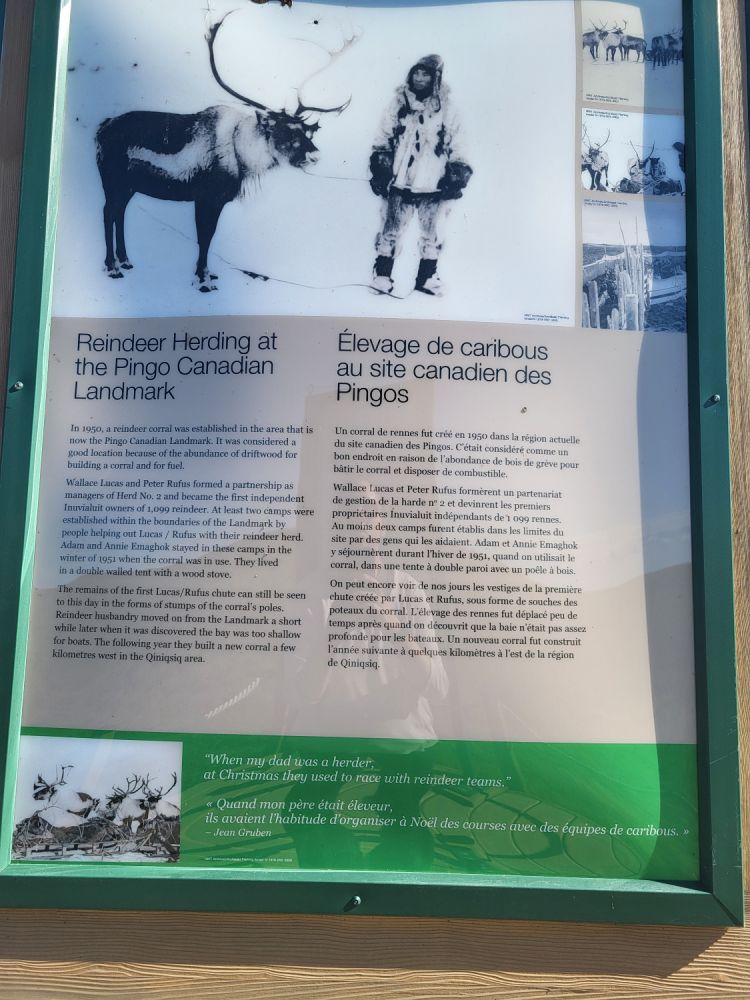 Reindeer Herding at
the Pingo Canadian
Landmark
In 1950, a reindeer corral was established in the area that is
now the Pingo Canadian Landmark. It was considered a
good location because of the abundance of driftwood for
building a corral and for fuel.
Wallace Lucas and Peter Rufus formed a partnership as
managers of Herd No. 2 and became the first independent
Inuvialuit owners of 1,099 reindeer. At least two camps were
established within the boundaries of the Landmark by
people helping out Lucas / Rufus with their reindeer herd.
Adam and Annie Emaghok stayed in these camps in the
winter of 1951 when the corral was in use. They lived
in a double walled tent with a wood stove.
The remains of the first Lucas/Rufus chute can still be seen
to this day in the forms of stumps of the corral's poles.
Reindeer husbandry moved on from the Landmark a short
while later when it was discovered the bay was too shallow
for boats. The following year they built a new corral a few
kilometres west in the Qiniqsiq area.
Élevage de caribous
au site canadien des
Pingos
Un corral de rennes fut créé en 1950 dans la région actuelle
du site canadien des Pingos. C'était considéré comme un
bon endroit en raison de l'abondance de bois de grève pour
bâtir le corral et disposer de combustible.
Wallace Lucas et Peter Rufus formèrent un partenariat
de gestion de la harde nº 2 et devinrent les premiers
propriétaires Inuvialuit indépendants de 1 099 rennes.
Au moins deux camps furent établis dans les limites du
site par des gens qui les aidaient. Adam et Annie Emaghok
y séjournèrent durant l'hiver de 1951, quand on utilisait le
corral, dans une tente à double paroi avec un poêle à bois.
On peut encore voir de nos jours les vestiges de la première
chute créée par Lucas et Rufus, sous forme de souches des
poteaux du corral. L'élevage des rennes fut déplacé peu de
temps après quand on découvrit que la baie n'était pas assez
profonde pour les bateaux. Un nouveau corral fut construit
l'année suivante à quelques kilomètres à l'est de la région
de Qiniqsiq.
"When my dad was a herder,
at Christmas they used to race with reindeer teams."
« Quand mon père était éleveur,
ils avaient l'habitude d'organiser à Noël des courses avec des équipes de caribous. »
– Jean Gruben